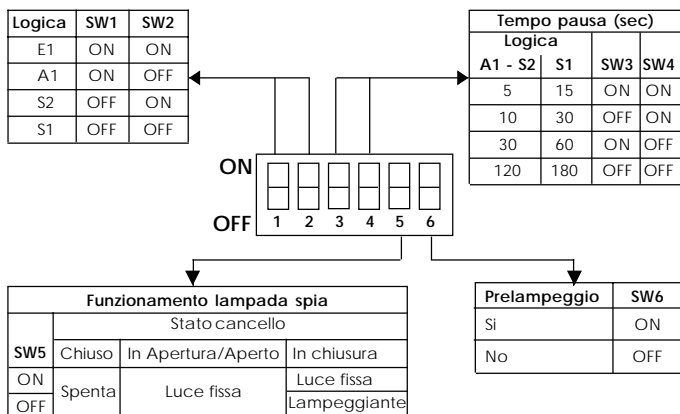 Logica SW1 SW2
E1 ON ON
A1 ON OFF
S2 OFF ON
S1 OFF OFF
Tempo pausa (sec)
Logica
A1 - S2 S1 SW3 SW4
5 15 ON ON
10 30 OFF ON
30 60 ON OFF
120 180 OFF OFF
ON
OFF
1 2 3 4 5 6
Funzionamento lampada spia
Stato cancello
SW5 Chiuso In Apertura/Aperto In chiusura
ON Spenta Luce fissa Luce fissa
OFF Lampeggiante
Prelampeggio SW6
Si ON
No OFF